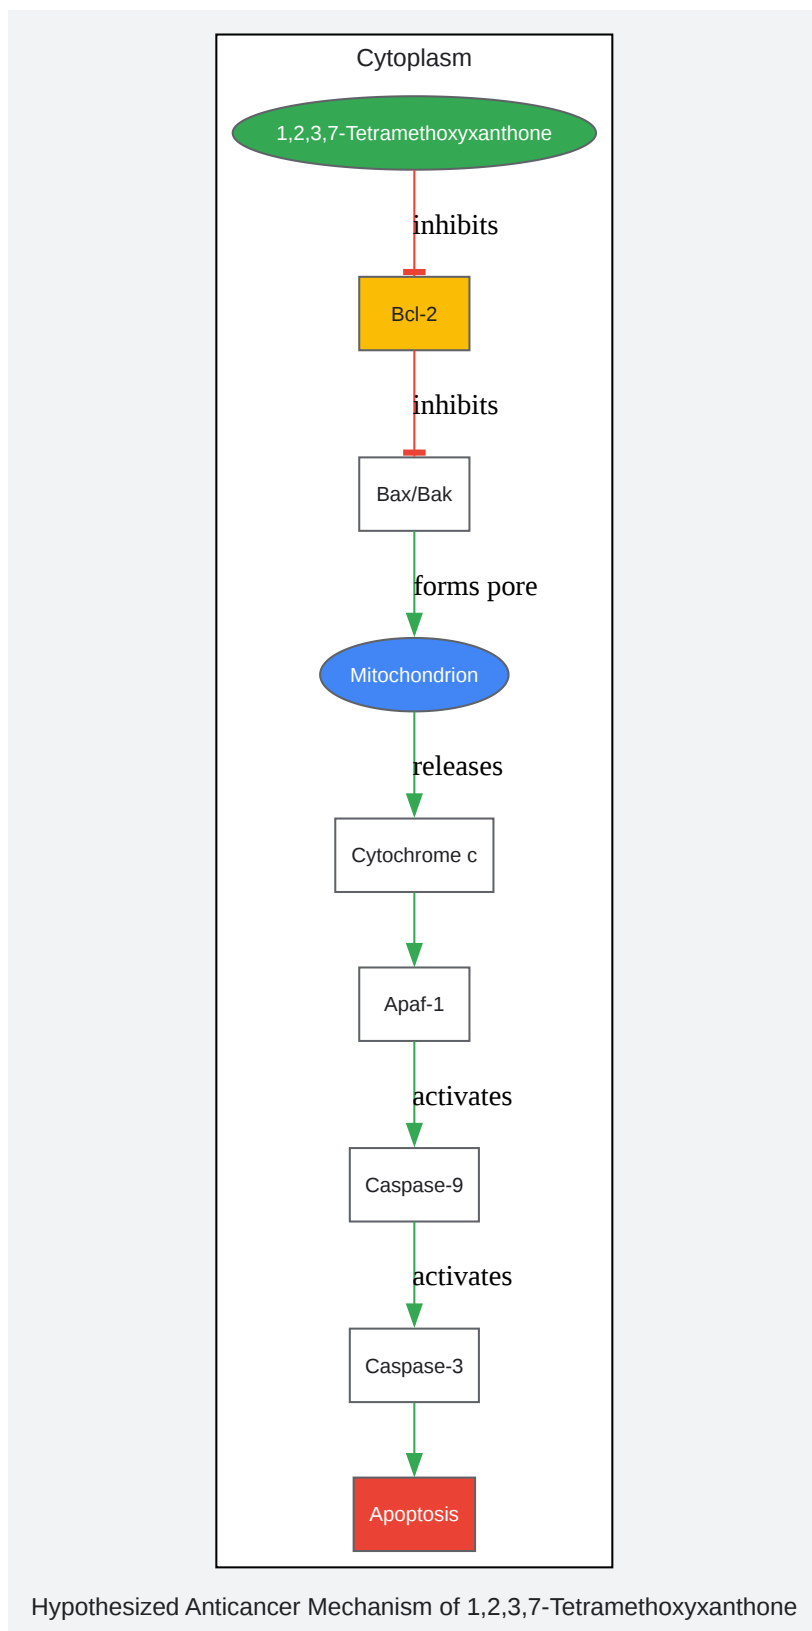 Cytoplasm
1,2,3,7-Tetramethoxyxanthone
inhibits
Bcl-2
inhibits
Bax/Bak
forms pore
Mitochondrion
releases
Cytochrome c
Apaf-1
activates
Caspase-9
activates
Caspase-3
Apoptosis
Hypothesized Anticancer Mechanism of 1,2,3,7-Tetramethoxyxanthone